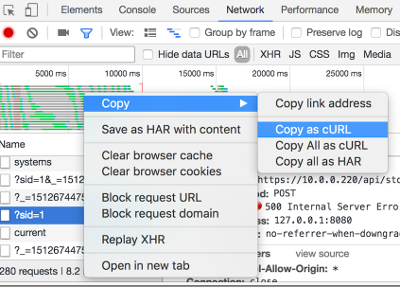 Elements Console Sources Network Performance Mem
View: Group by frame Preserve log Dis
Filter Hide data URLs All XHR JS CSS Img Media
5000 ms 10000 ms 15000 ms 20000 ms 25000 ms
Copy
Copy link address
Copy as cURL
Copy All as cURL
Copy all as HAR
Save as HAR with content
Clear browser cache
Clear browser cookies
Block request URL
Block request domain
Replay XHR
Open in new tab
Name
systems
?sid=1&_=1512
?_=1512674475
?sid=1
current
?_=151267447
280 requests | 8.2
https://10.0.0.220/api/sto
od: POST
500 Internal Server Erro
ss: 127.0.0.1:8080
no-referrer-when-downgra
ers view source
l-Allow-Origin: *
Connection: close